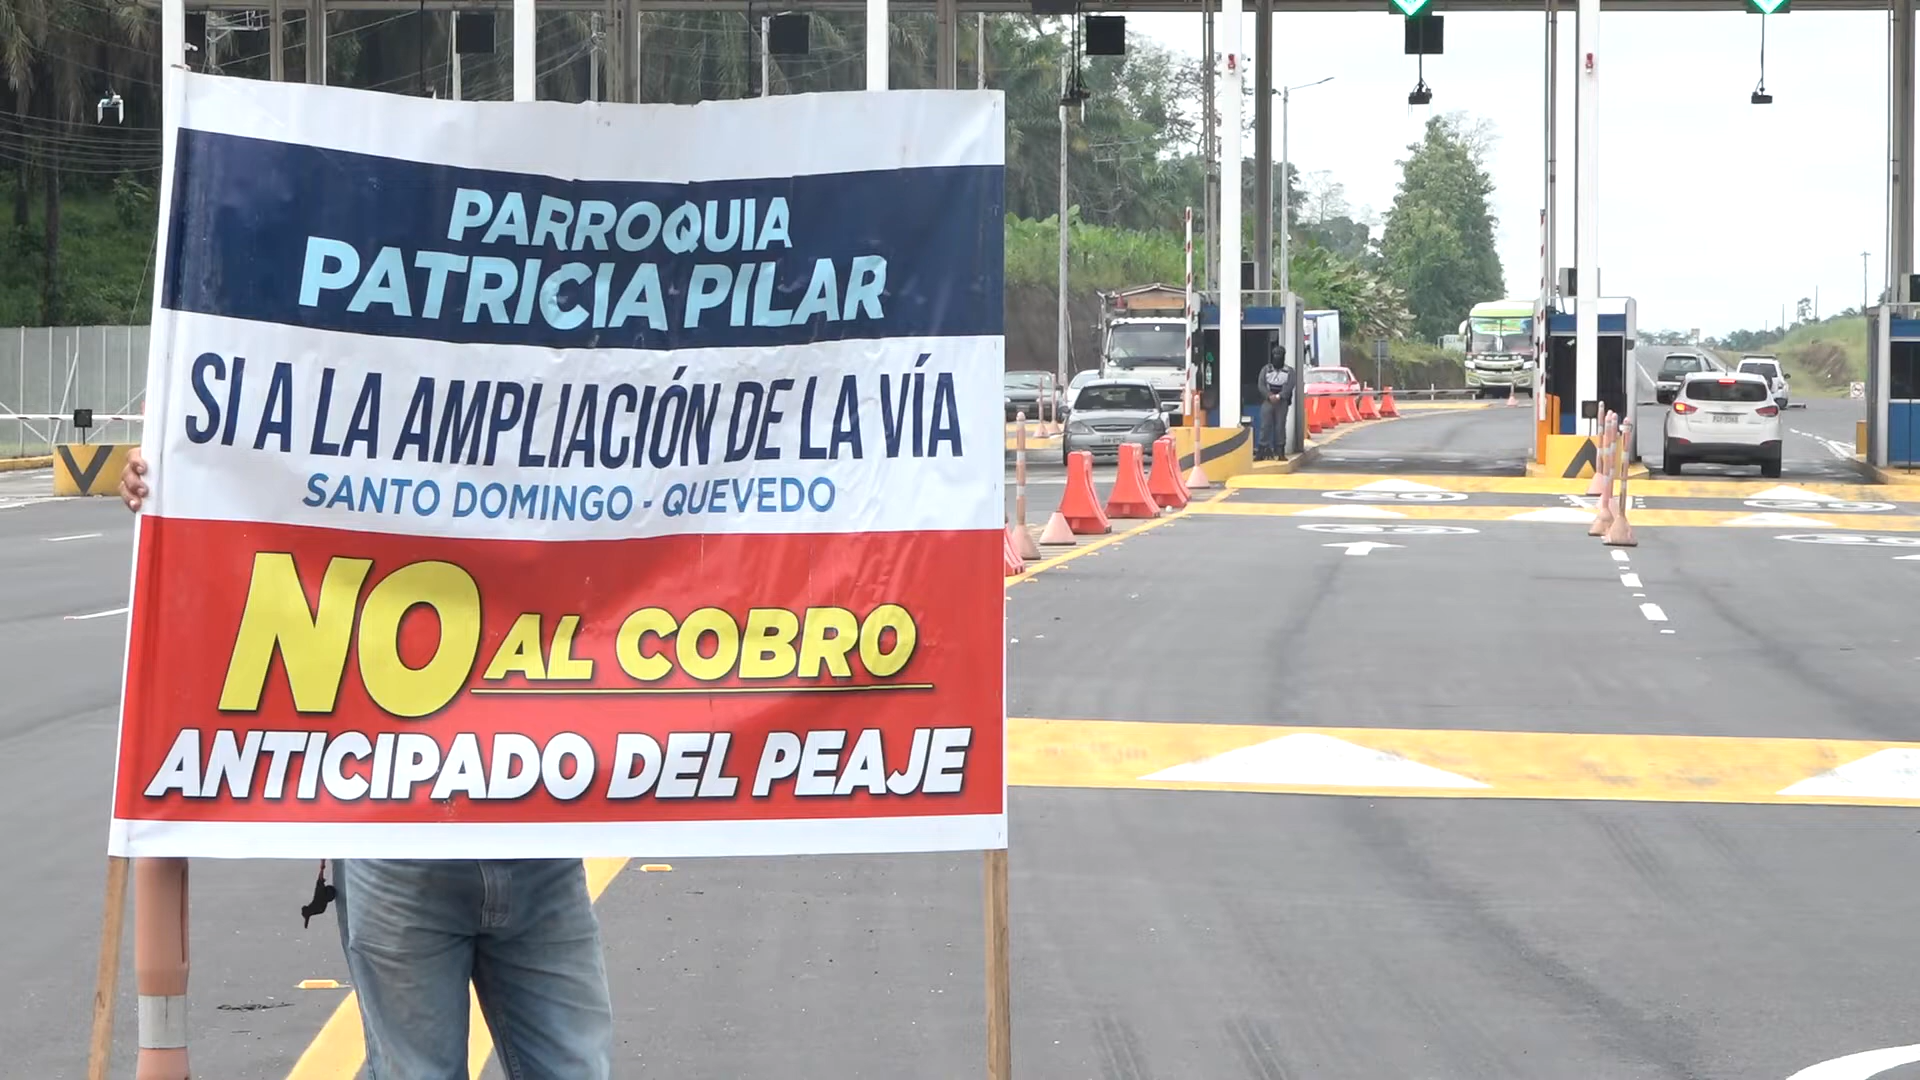 PARROQUIA
PATRICIA PILAR
SI A LA AMPLIACIÓN DE LA VÍA
SANTO DOMINGO - QUEVEDO
NO AL COBRO
ANTICIPADO DEL PEAJE